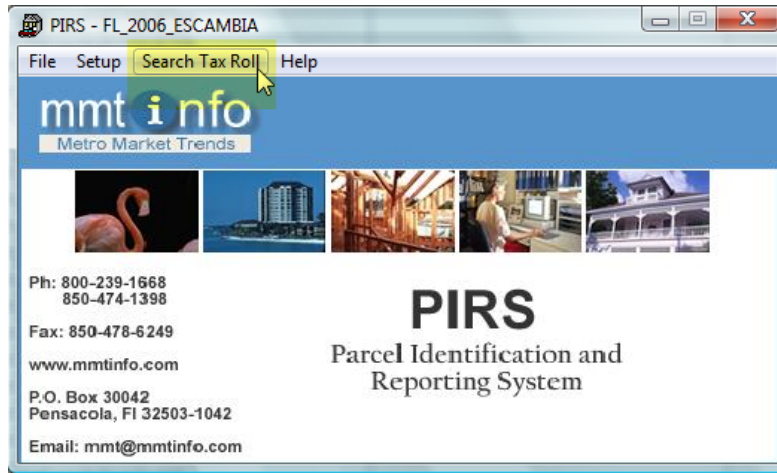 PIRS - FL_2006_ESCAMBIA
File Setup Search Tax Roll Help
mmt info
Metro Market Trends
Ph: 800-239-1668
850-474-1398
Fax: 850-478-6249
www.mmtinfo.com
P.O. Box 30042
Pensacola, Fl 32503-1042
Email: mmt@mmtinfo.com
PIRS
Parcel Identification and
Reporting System